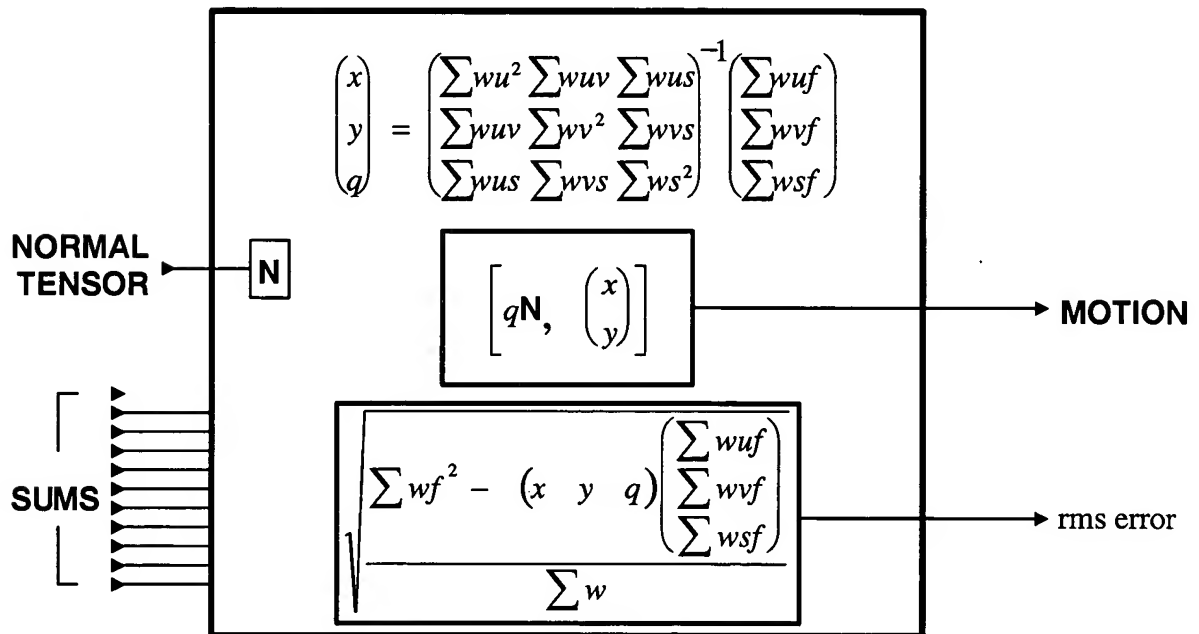 (x y q) = (∑wu² ∑wuv ∑wus
∑wuv ∑wv² ∑wvs
∑wus ∑wvs ∑ws²)⁻¹ (∑wuf
∑wvf
∑wsf)
NORMAL
TENSOR
N
[qN, (x y)]
MOTION
SUMS
√ ∑wf² - (x y q) (∑wuf
∑wvf
∑wsf)
∑w
rms error